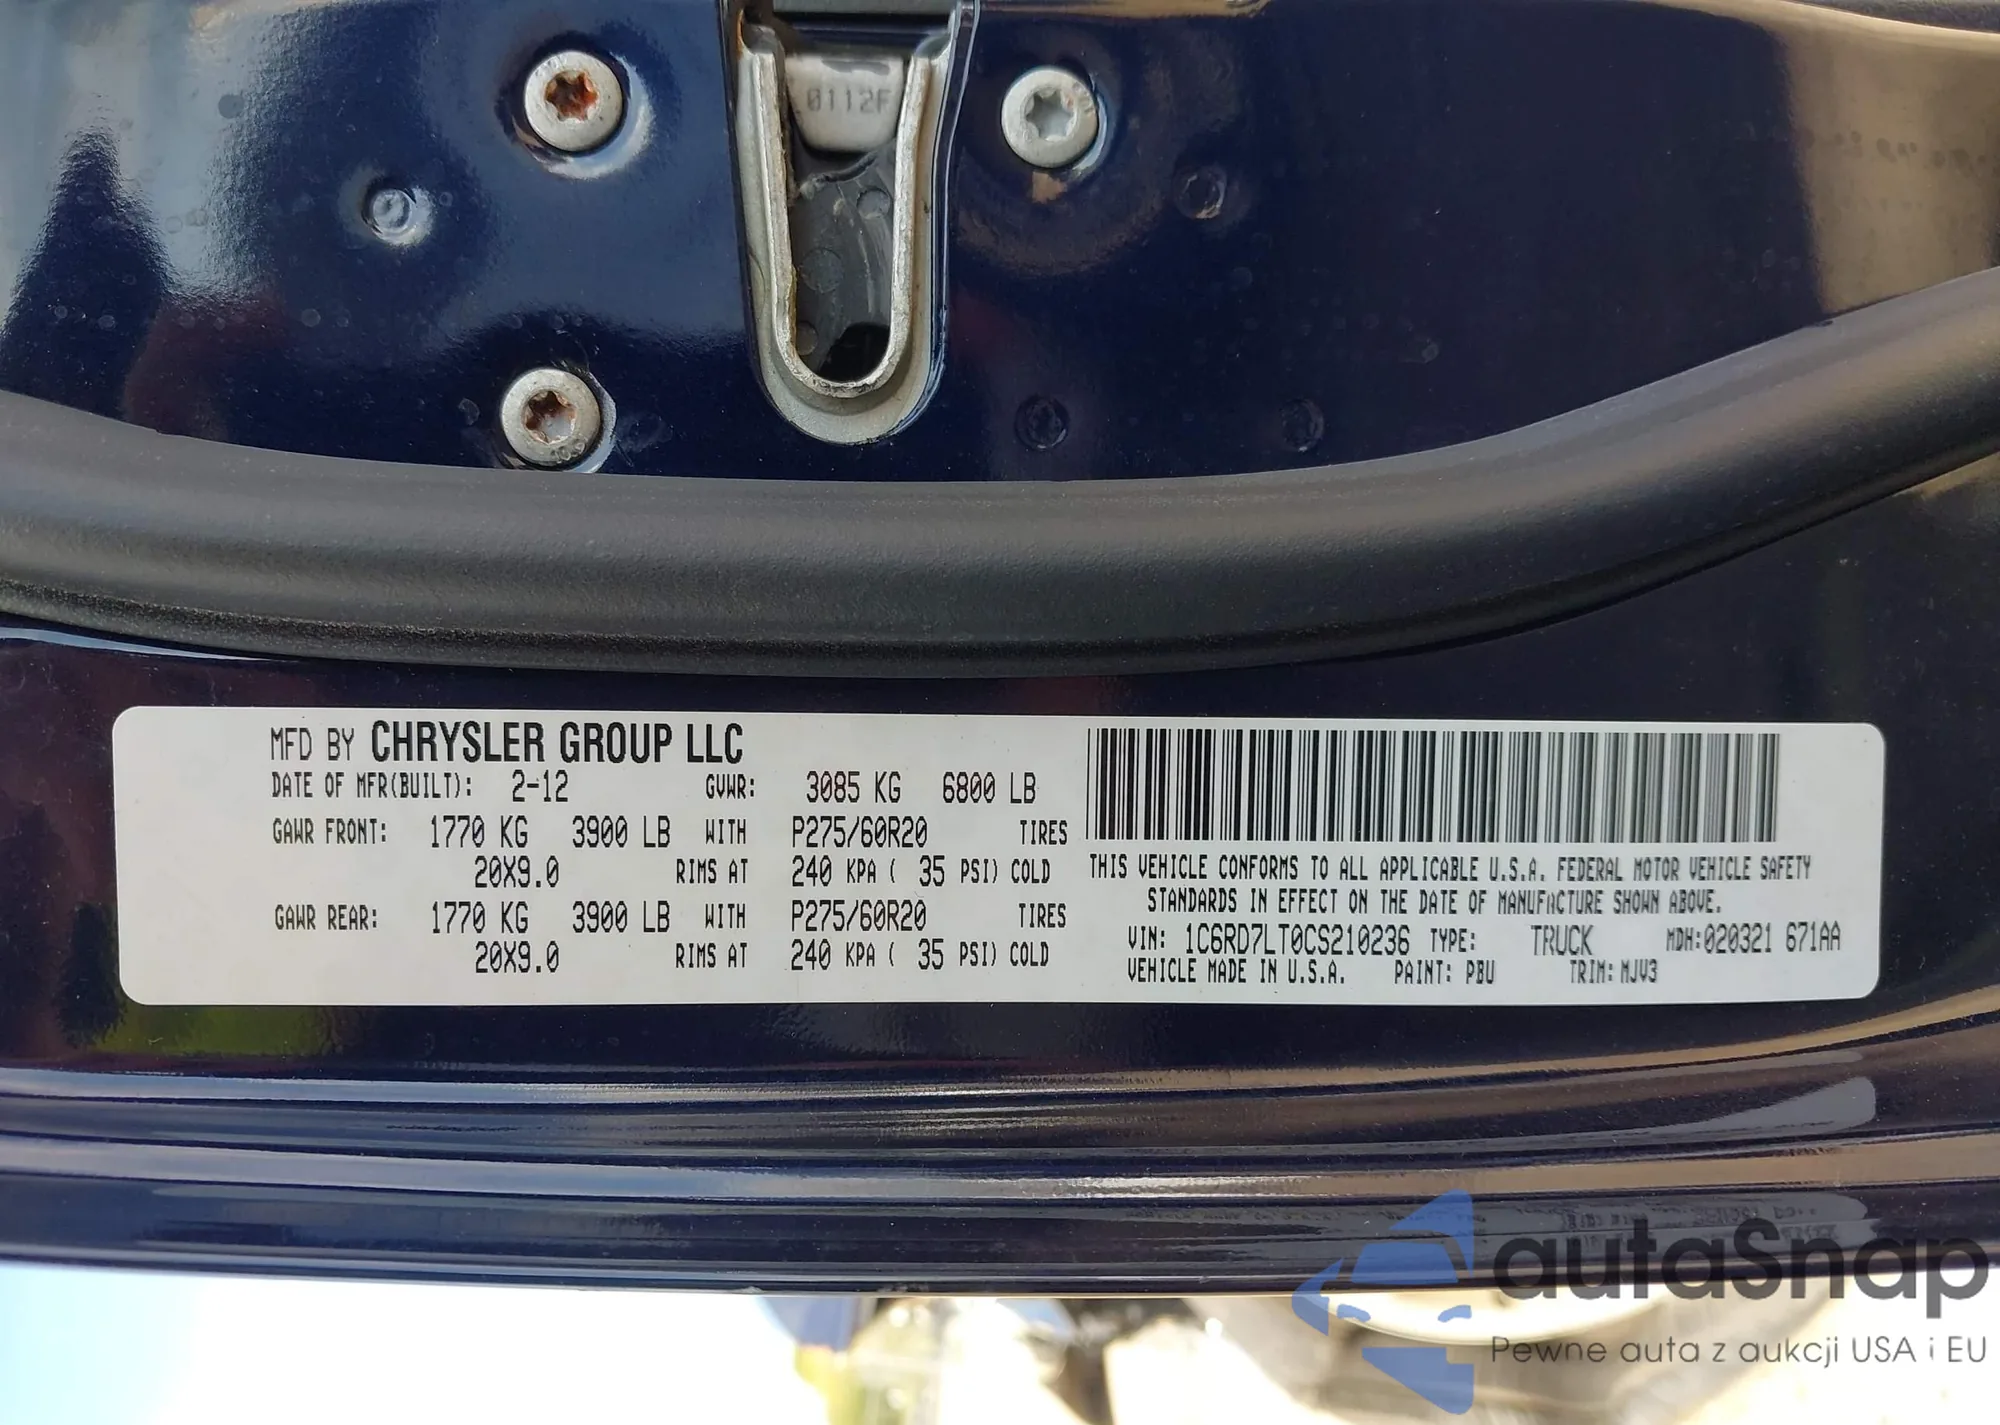 0112F
MFD BY CHRYSLER GROUP LLC
DATE OF MFR(BUILT): 2-12 GVWR: 3085 KG 6800 LB
GAWR FRONT: 1770 KG 3900 LB WITH P275/60R20 TIRES
20X9.0 RIMS AT 240 KPA ( 35 PSI) COLD
GAWR REAR: 1770 KG 3900 LB WITH P275/60R20 TIRES
20X9.0 RIMS AT 240 KPA ( 35 PSI) COLD
THIS VEHICLE CONFORMS TO ALL APPLICABLE U.S.A. FEDERAL MOTOR VEHICLE SAFETY
STANDARDS IN EFFECT ON THE DATE OF MANUFACTURE SHOWN ABOVE.
VIN: 1C6RD7LT0CS210236 TYPE: TRUCK MDH:020321 671AA
VEHICLE MADE IN U.S.A. PAINT: PBU TRIM: MJV3
autaSnap
Pewne auta z aukcji USA i EU